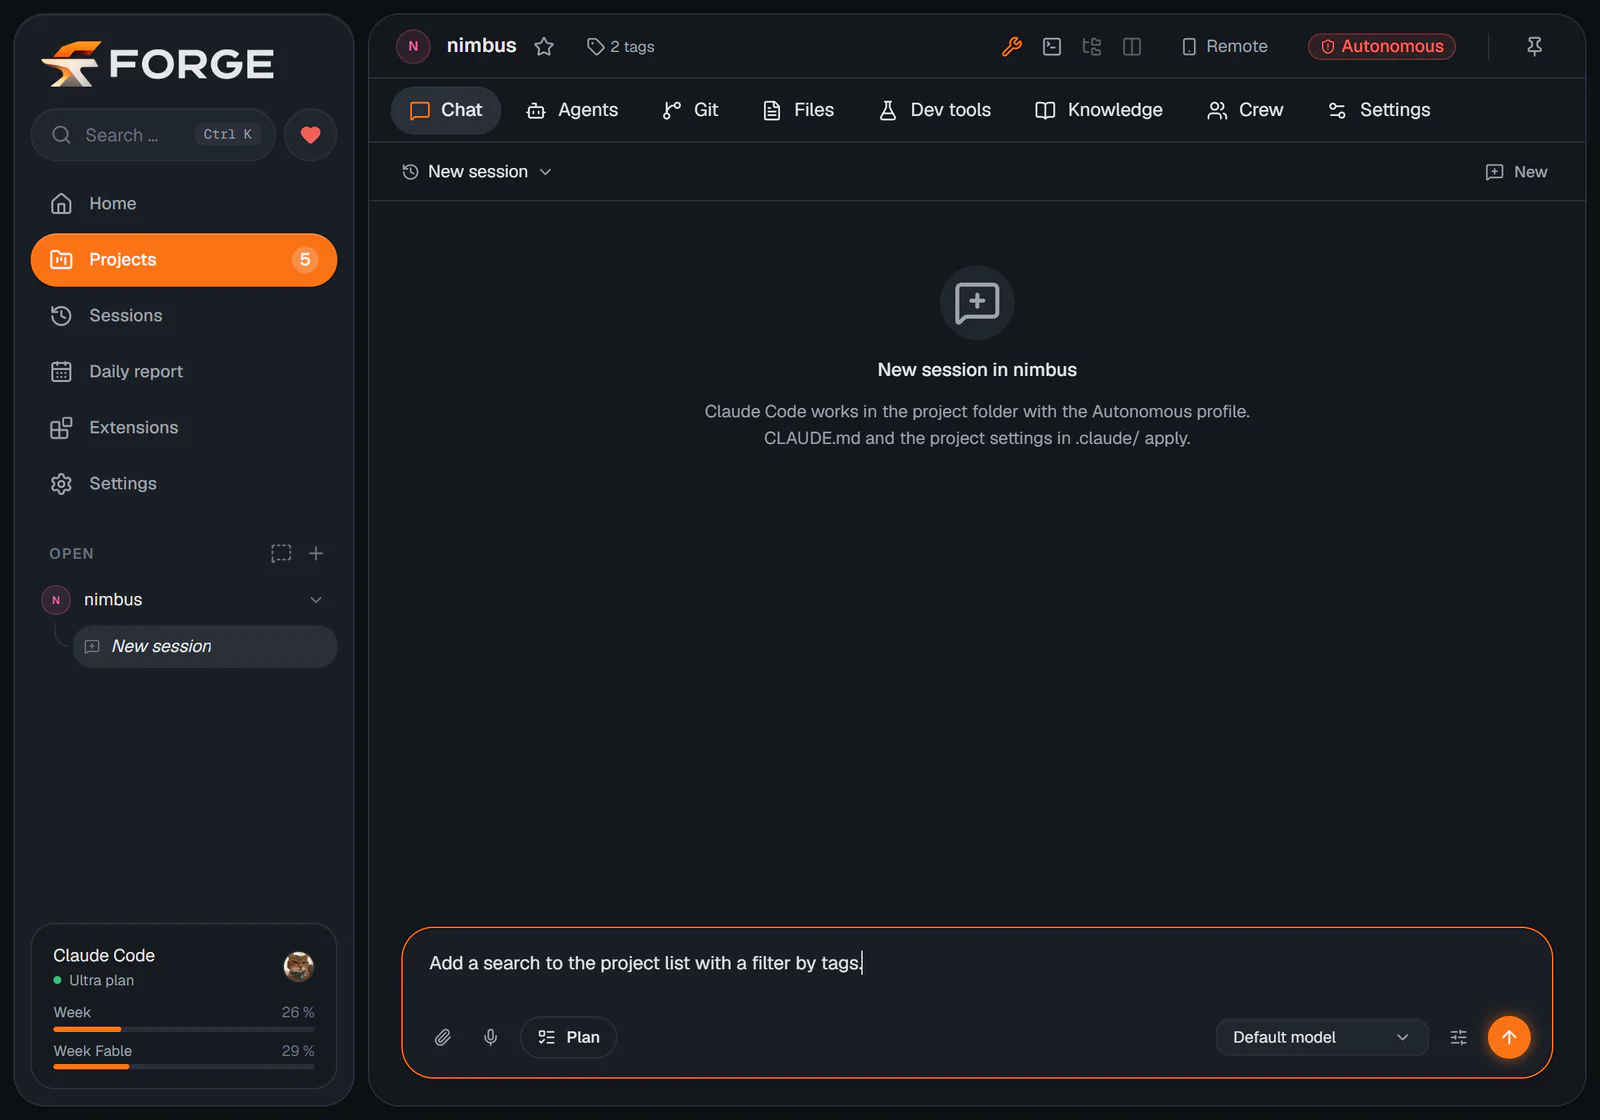 FORGE
Search ... Ctrl K
Home
Projects 5
Sessions
Daily report
Extensions
Settings
OPEN
N nimbus
New session
Claude Code
Ultra plan
Week 26 %
Week Fable 29 %
N nimbus 2 tags Remote Autonomous
Chat Agents Git Files Dev tools Knowledge Crew Settings
New session New
New session in nimbus
Claude Code works in the project folder with the Autonomous profile.
CLAUDE.md and the project settings in .claude/ apply.
Add a search to the project list with a filter by tags.
Plan Default model